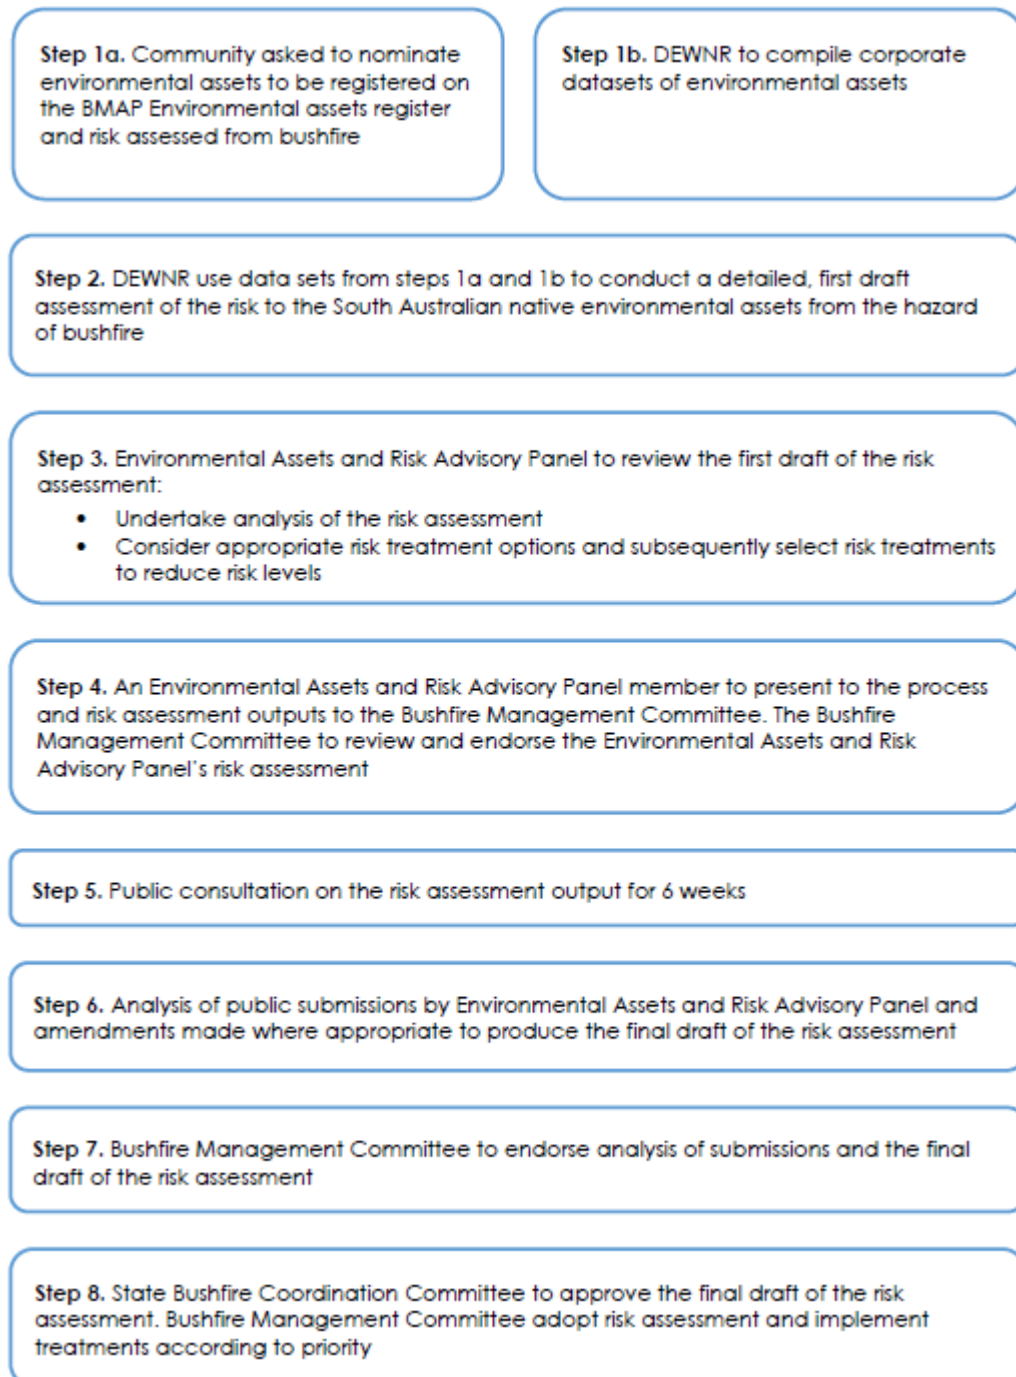 Step 1a. Community asked to nominate
environmental assets to be registered on
the BMAP Environmental assets register
and risk assessed from bushfire
Step 1b. DEWNR to compile corporate
datasets of environmental assets
Step 2. DEWNR use data sets from steps 1a and 1b to conduct a detailed, first draft
assessment of the risk to the South Australian native environmental assets from the hazard
of bushfire
Step 3. Environmental Assets and Risk Advisory Panel to review the first draft of the risk
assessment:
• Undertake analysis of the risk assessment
• Consider appropriate risk treatment options and subsequently select risk treatments
to reduce risk levels
Step 4. An Environmental Assets and Risk Advisory Panel member to present to the process
and risk assessment outputs to the Bushfire Management Committee. The Bushfire
Management Committee to review and endorse the Environmental Assets and Risk
Advisory Panel's risk assessment
Step 5. Public consultation on the risk assessment output for 6 weeks
Step 6. Analysis of public submissions by Environmental Assets and Risk Advisory Panel and
amendments made where appropriate to produce the final draft of the risk assessment
Step 7. Bushfire Management Committee to endorse analysis of submissions and the final
draft of the risk assessment
Step 8. State Bushfire Coordination Committee to approve the final draft of the risk
assessment. Bushfire Management Committee adopt risk assessment and implement
treatments according to priority